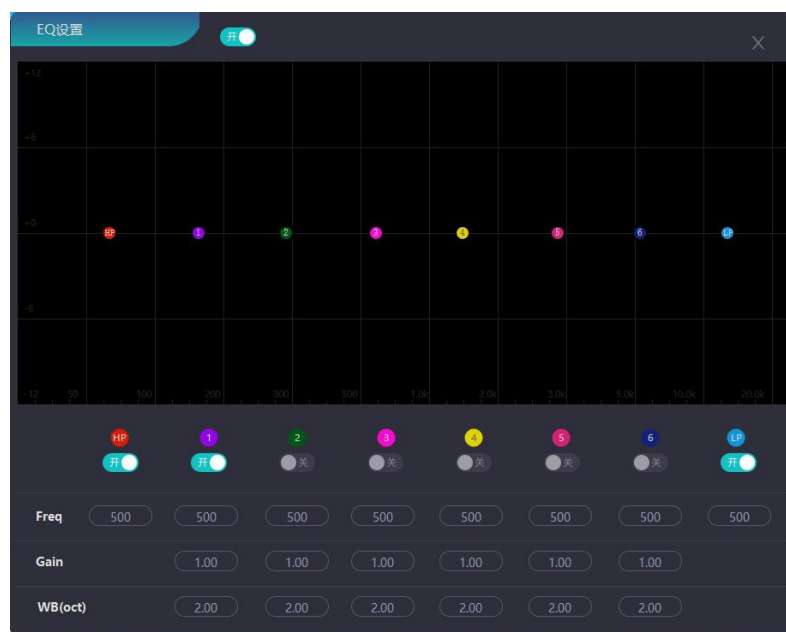 EQ设置 开 X
+12
+6
+0
HP 1 2 3 4 5 6 LP
-6
-12 50 100 200 300 500 1.0k 2.0k 3.0k 5.0k 10.0k 20.0k
HP 1 2 3 4 5 6 LP
开 开 关 关 关 关 关 开
Freq 500 500 500 500 500 500 500 500
Gain 1.00 1.00 1.00 1.00 1.00 1.00
WB(oct) 2.00 2.00 2.00 2.00 2.00 2.00